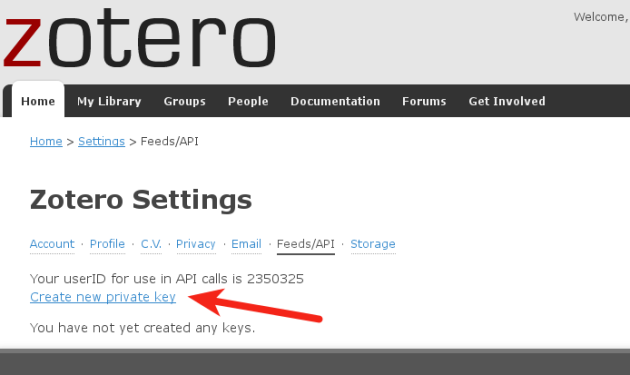 zotero
Welcome,
Home My Library Groups People Documentation Forums Get Involved
Home > Settings > Feeds/API
Zotero Settings
Account · Profile · C.V. · Privacy · Email · Feeds/API · Storage
Your userID for use in API calls is 2350325
Create new private key
You have not yet created any keys.